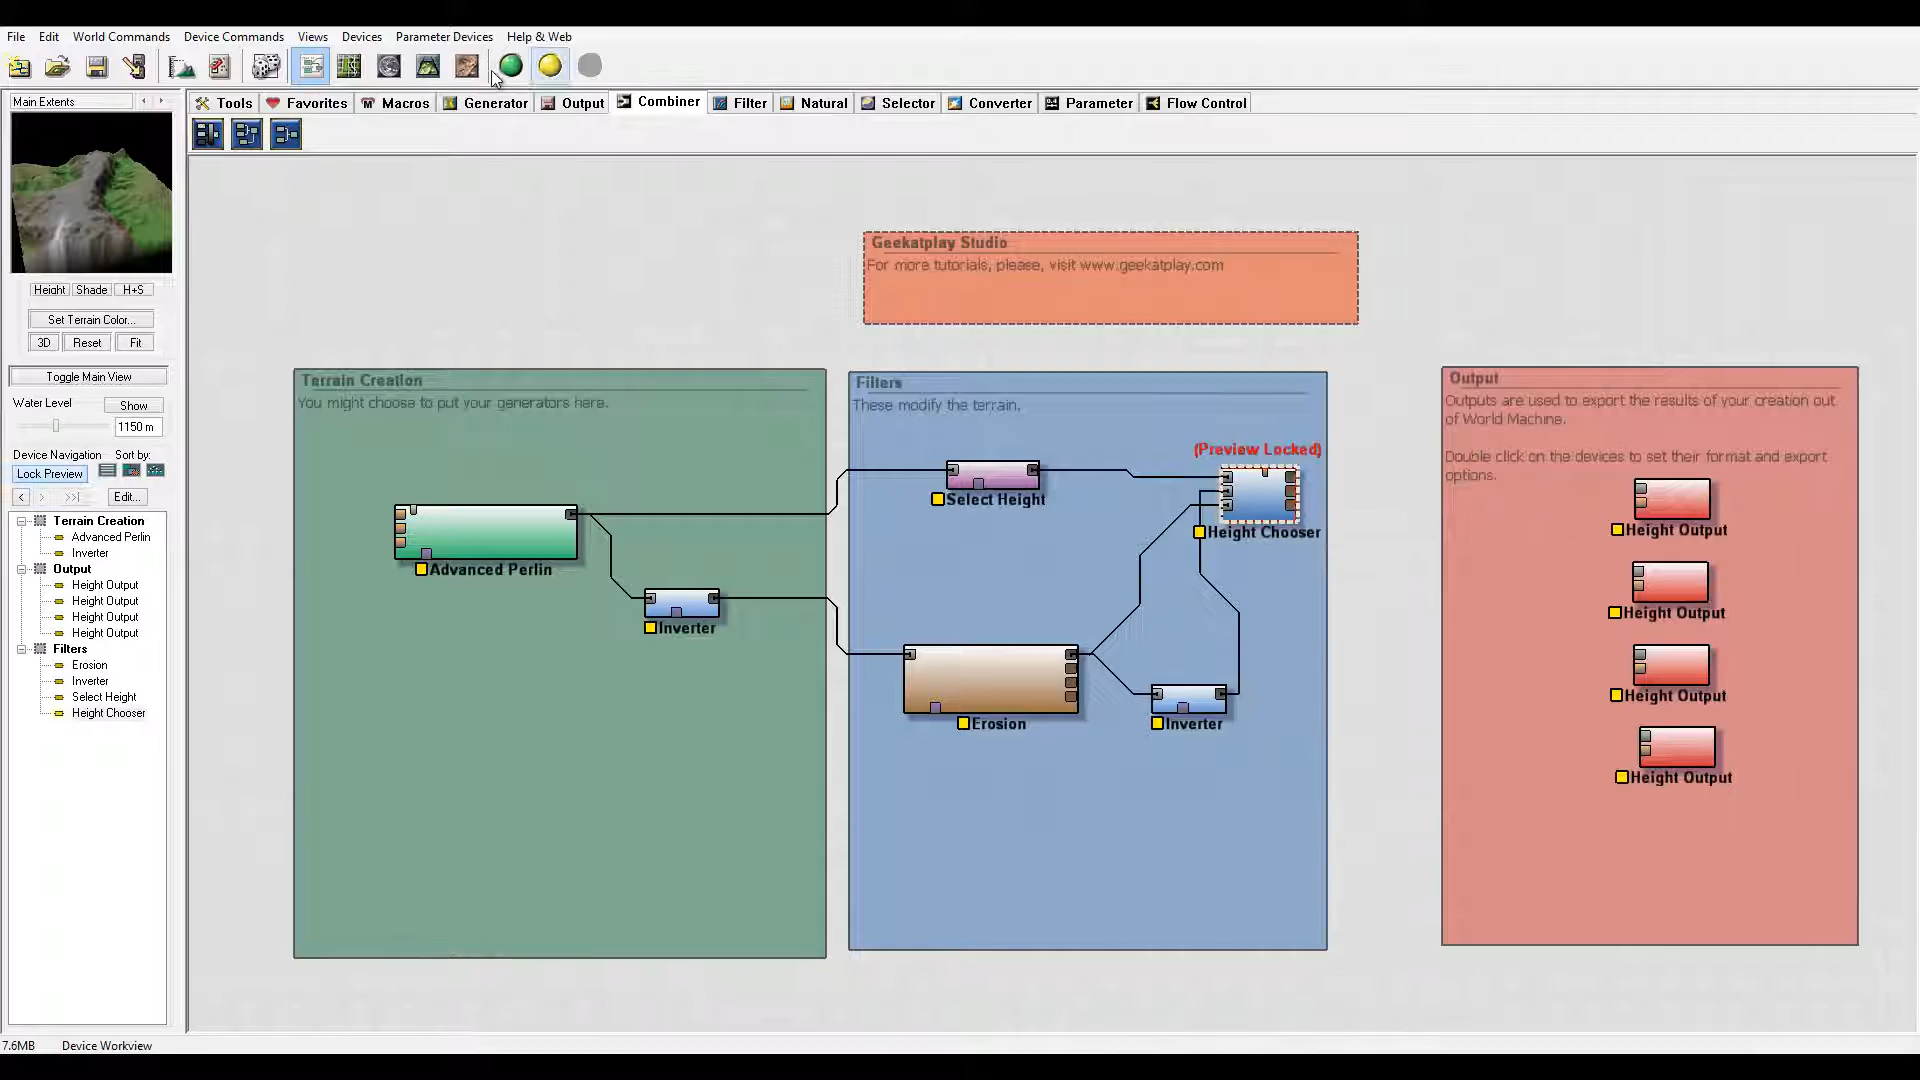 File Edit World Commands Device Commands Views Devices Parameter Devices Help & Web
Main Extents
Tools Favorites Macros Generator Output Combiner Filter Natural Selector Converter Parameter Flow Control
Height Shade H+S
Set Terrain Color...
3D Reset Fit
Toggle Main View
Water Level Show
1150 m
Device Navigation Sort by:
Lock Preview
< > >>| Edit...
Terrain Creation
Advanced Perlin
Inverter
Output
Height Output
Height Output
Height Output
Height Output
Filters
Erosion
Inverter
Select Height
Height Chooser
Geekatplay Studio
For more tutorials, please, visit www.geekatplay.com
Terrain Creation
You might choose to put your generators here.
Advanced Perlin
Inverter
Filters
These modify the terrain.
(Preview Locked)
Select Height
Height Chooser
Erosion
Inverter
Output
Outputs are used to export the results of your creation out
of World Machine.
Double click on the devices to set their format and export
options.
Height Output
Height Output
Height Output
Height Output
7.6MB Device Workview